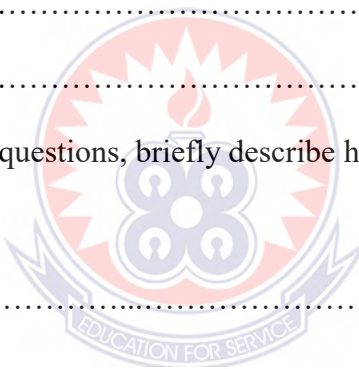 ……………………………………
……………………………………
questions, briefly describe h
……………...……………………
EDUCATION FOR SERVICE